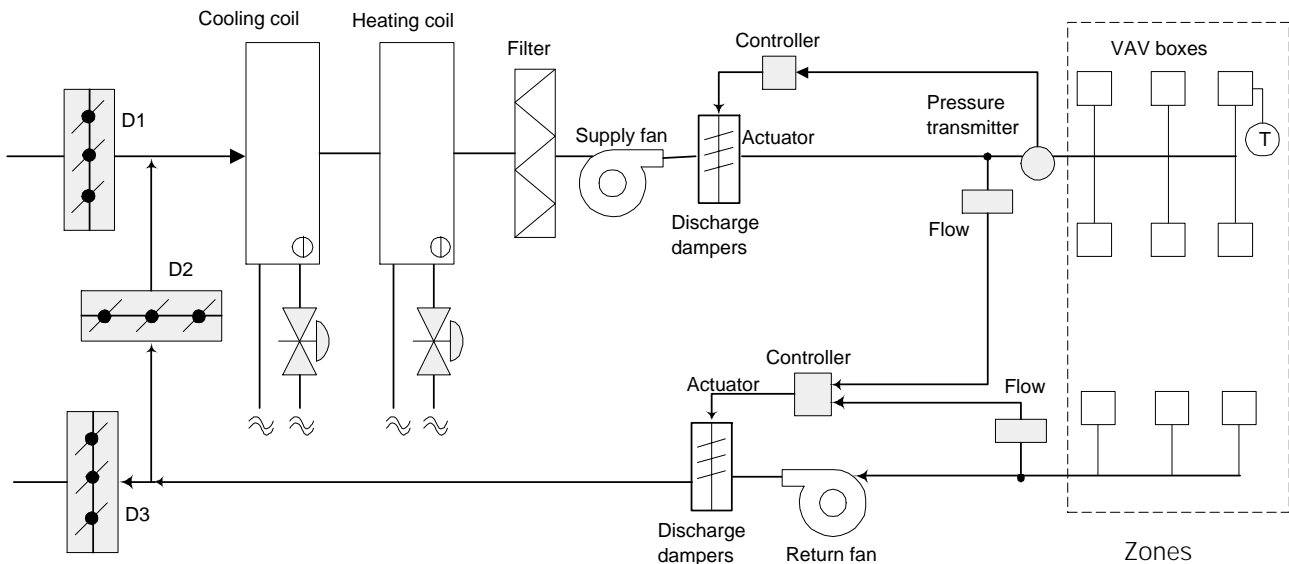 Cooling coil
Heating coil
Filter
Controller
VAV boxes
D1
Supply fan
Actuator
Pressure
transmitter
T
Discharge
dampers
Flow
D2
Controller
Actuator
Flow
D3
Discharge
dampers
Return fan
Zones